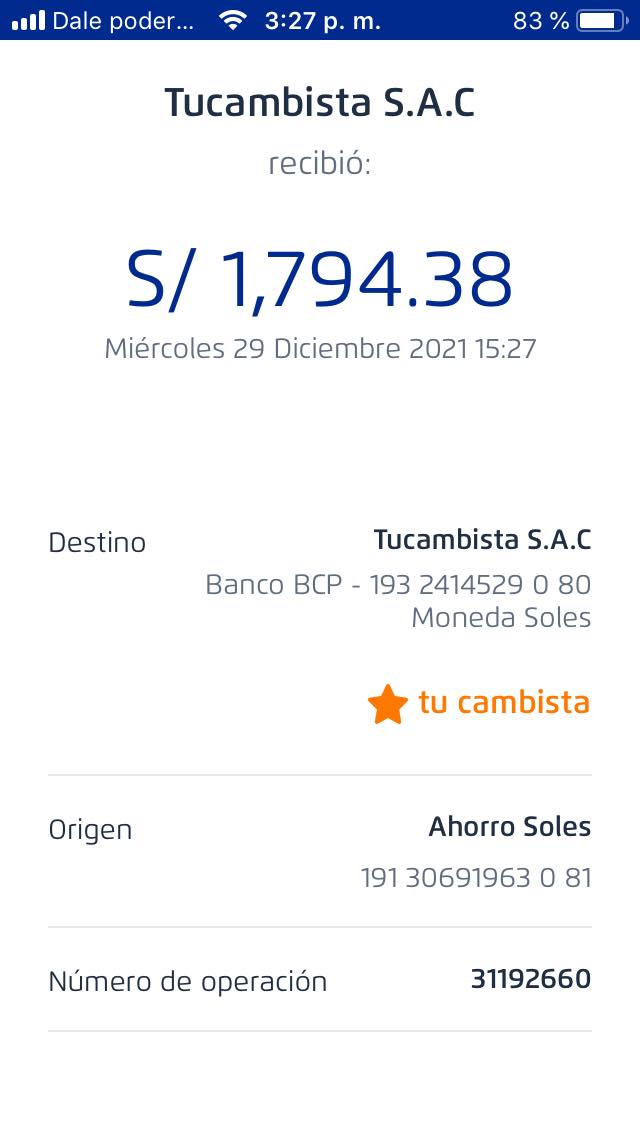 Dale poder... 3:27 p. m. 83 %
Tucambista S.A.C
recibió:
S/ 1,794.38
Miércoles 29 Diciembre 2021 15:27
Destino Tucambista S.A.C
Banco BCP - 193 2414529 0 80
Moneda Soles
tu cambista
Origen Ahorro Soles
191 30691963 0 81
Número de operación 31192660